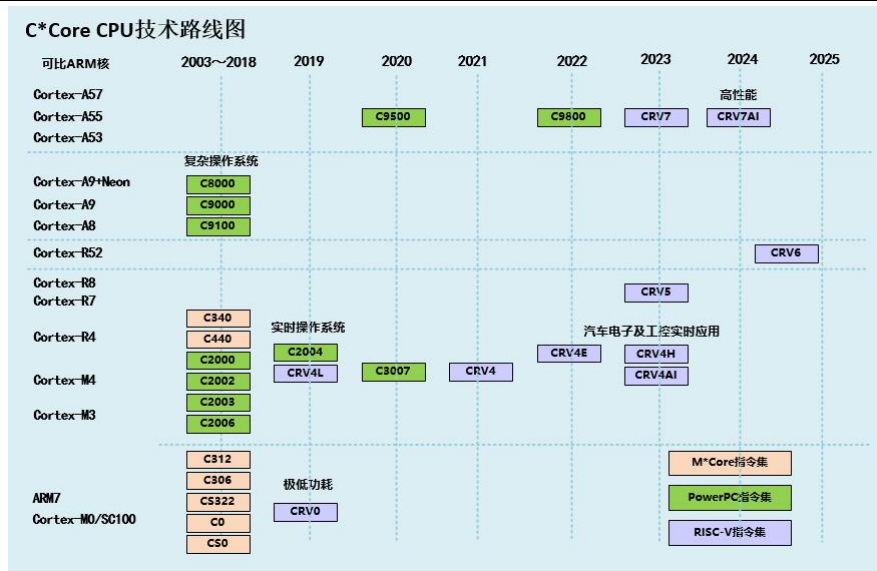 C*Core CPU技术路线图
可比ARM核 2003～2018 2019 2020 2021 2022 2023 2024 2025
Cortex-A57 高性能
Cortex-A55 C9500 C9800 CRV7 CRV7AI
Cortex-A53
复杂操作系统
Cortex-A9+Neon C8000
Cortex-A9 C9000
Cortex-A8 C9100
Cortex-R52 CRV6
Cortex-R8
CRV5
Cortex-R7
C340
实时操作系统 汽车电子及工控实时应用
Cortex-R4 C440
C2000 C2004 CRV4E CRV4H
CRV4L C3007 CRV4 CRV4AI
Cortex-M4 C2002
C2003
Cortex-M3
C2006
C312 M*Core指令集
C306 极低功耗
ARM7 CS322 PowerPC指令集
CRV0
Cortex-M0/SC100 C0
RISC-V指令集
CS0